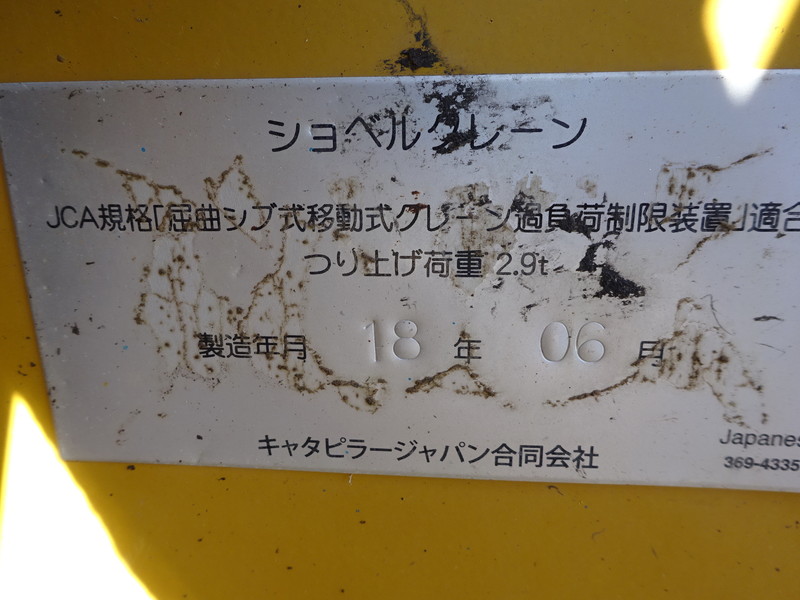 ショベルクレーン
JCA規格「屈曲ジブ式移動式クレーン過負荷制限装置」適合
つり上げ荷重 2.9t
製造年月 18 年 06 月
キャタピラージャパン合同会社
Japanes
369-4335